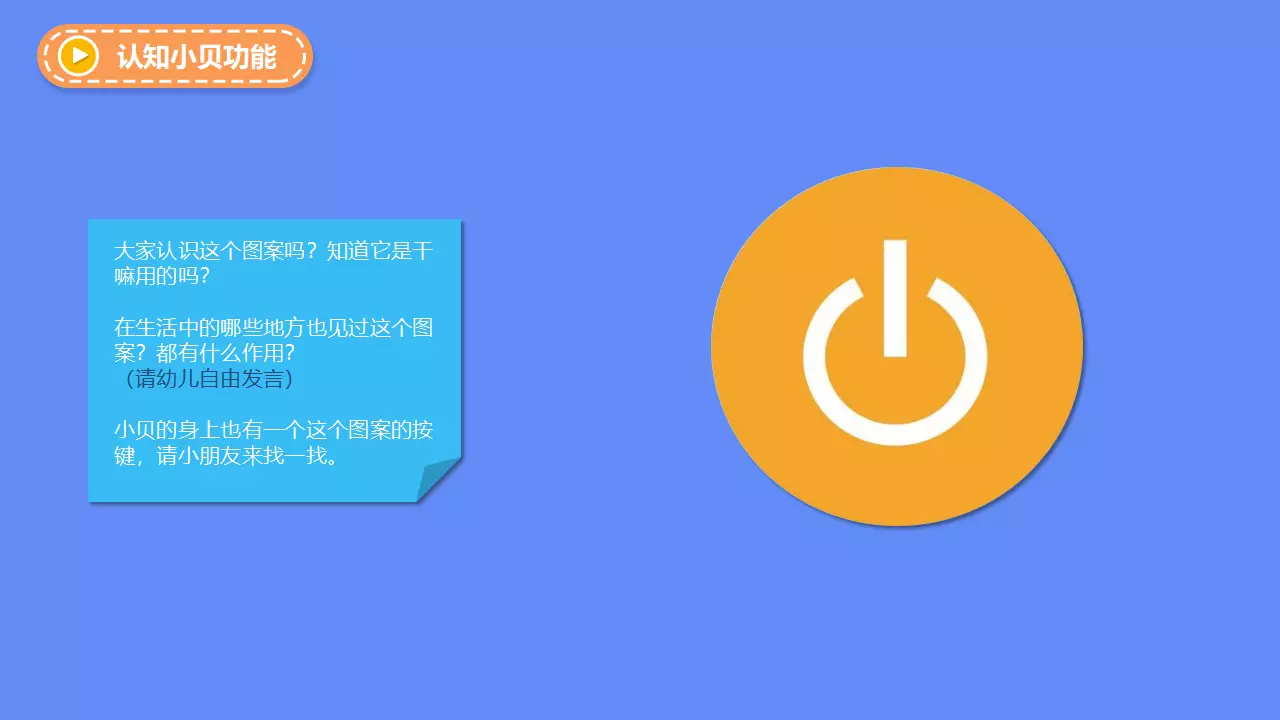 认知小贝功能
大家认识这个图案吗？知道它是干
嘛用的吗？
在生活中的哪些地方也见过这个图
案？都有什么作用？
（请幼儿自由发言）
小贝的身上也有一个这个图案的按
键，请小朋友来找一找。